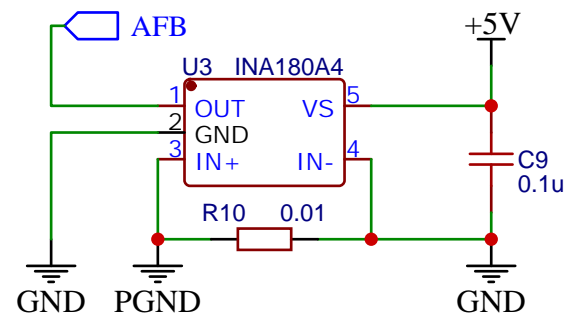 AFB
+5V
U3 INA180A4
1 OUT VS 5
2 GND
3 IN+ IN- 4
C9
0.1u
R10 0.01
GND PGND GND